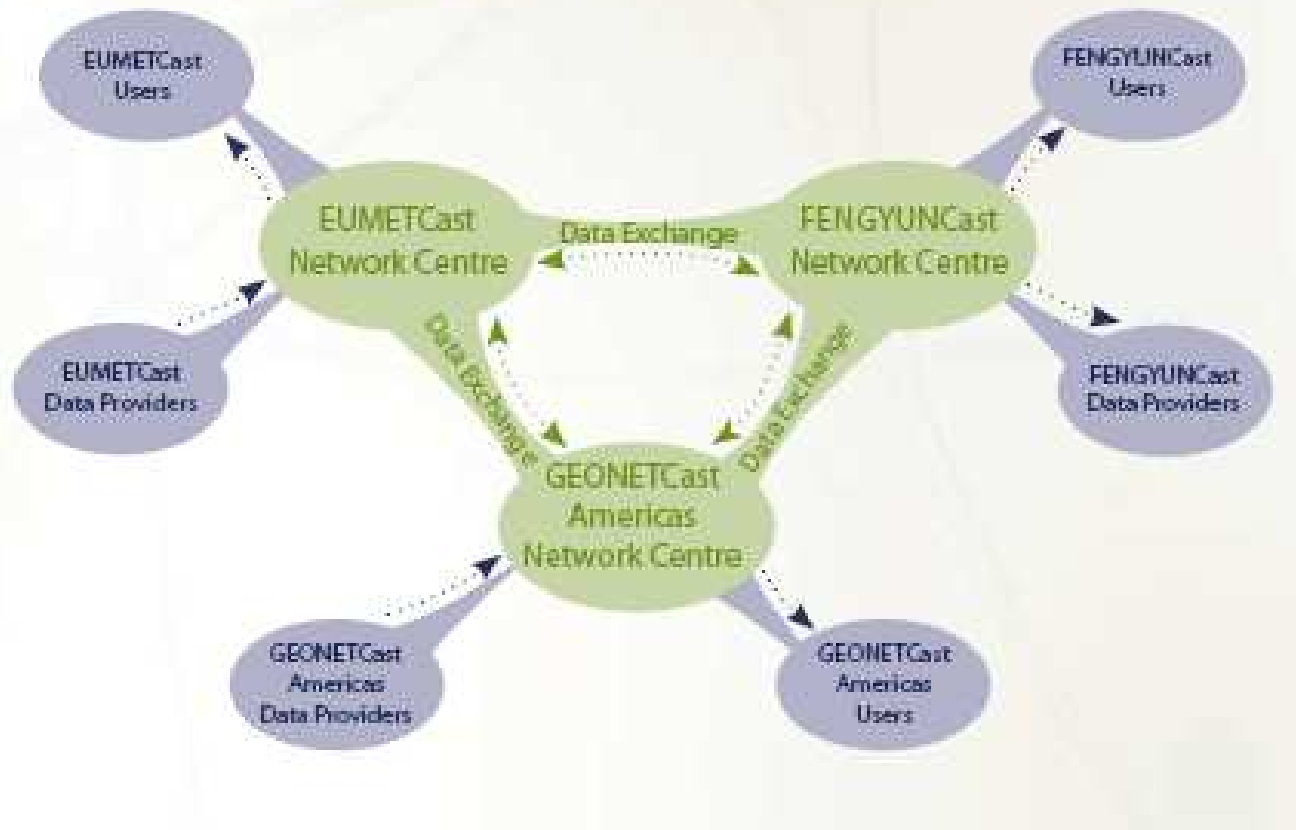 EUMETCast
Users
FENGYUNCast
Users
EUMETCast
Network Centre
Data Exchange
FENGYUNCast
Network Centre
EUMETCast
Data Providers
Data Exchange
Data Exchange
FENGYUNCast
Data Providers
GEONETCast
Americas
Network Centre
GEONETCast
Americas
Data Providers
GEONETCast
Americas
Users